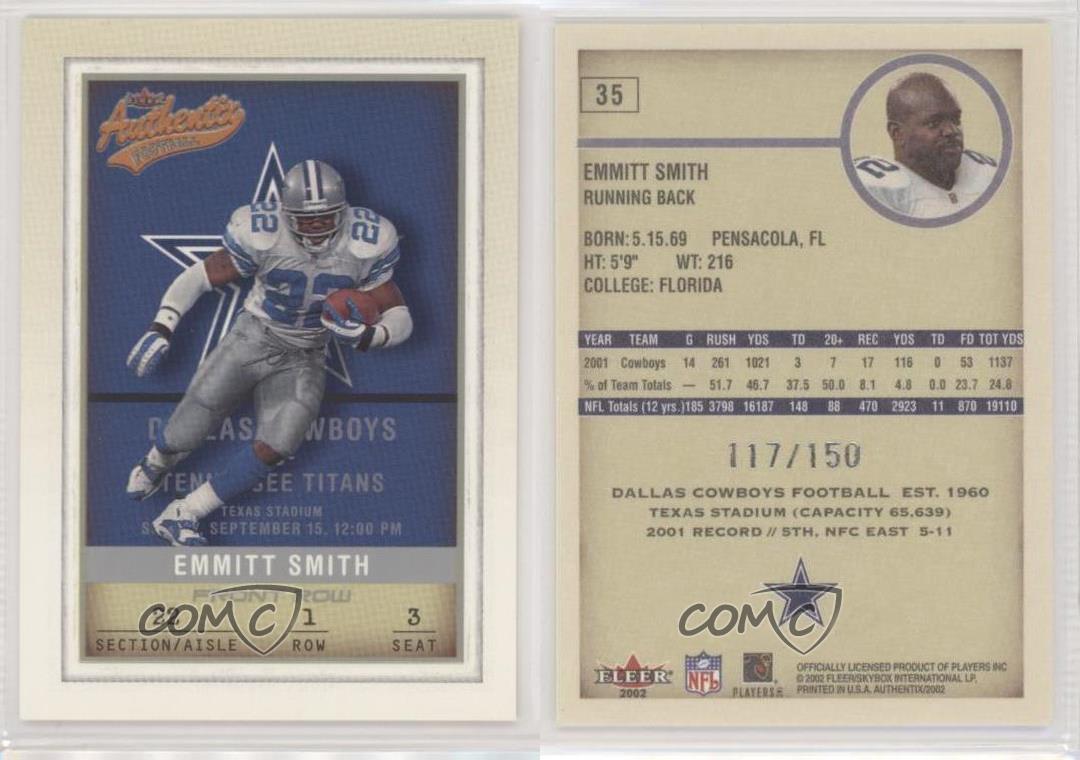 FLEER
Authentix
FOOTBALL
22
22
22
DALLAS COWBOYS
TENNESSEE TITANS
TEXAS STADIUM
SEPTEMBER 15, 12:00 PM
EMMITT SMITH
FRONT ROW
22 1 3
SECTION/AISLE ROW SEAT
COMC
35
EMMITT SMITH
RUNNING BACK
BORN: 5.15.69 PENSACOLA, FL
HT: 5'9" WT: 216
COLLEGE: FLORIDA
YEAR TEAM G RUSH YDS TD 20+ REC YDS TD FD TOT YDS
2001 Cowboys 14 261 1021 3 7 17 116 0 53 1137
% of Team Totals — 51.7 46.7 37.5 50.0 8.1 4.8 0.0 23.7 24.8
NFL Totals (12 yrs.) 185 3798 16187 148 88 470 2923 11 870 19110
117/150
DALLAS COWBOYS FOOTBALL EST. 1960
TEXAS STADIUM (CAPACITY 65,639)
2001 RECORD // 5TH, NFC EAST 5-11
COMC
FLEER
2002
NFL
PLAYERS
OFFICIALLY LICENSED PRODUCT OF PLAYERS INC
© 2002 FLEER/SKYBOX INTERNATIONAL LP,
PRINTED IN U.S.A. AUTHENTIX/2002